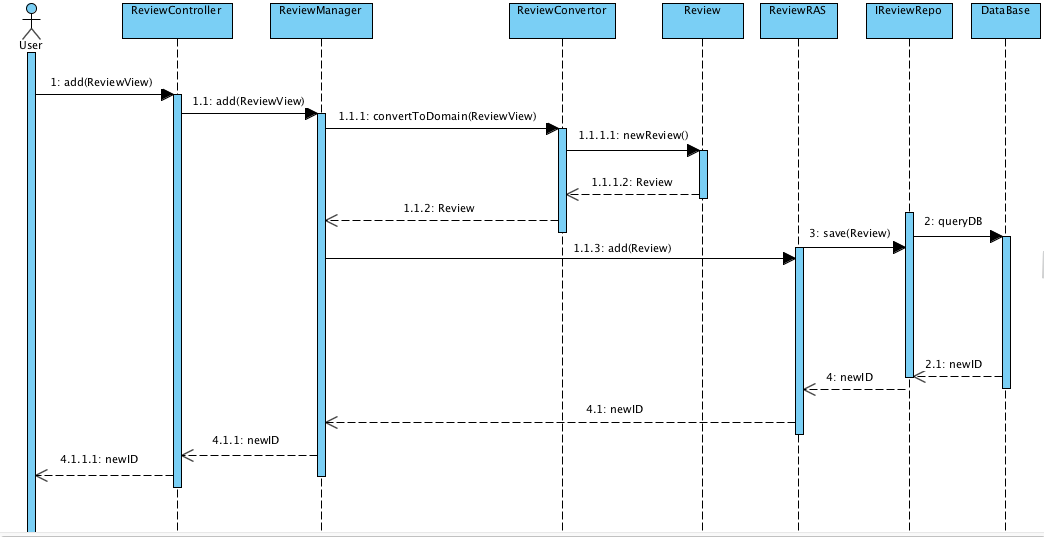 ReviewController
ReviewManager
ReviewConvertor
Review
ReviewRAS
IReviewRepo
DataBase
User
1: add(ReviewView)
1.1: add(ReviewView)
1.1.1: convertToDomain(ReviewView)
1.1.1.1: newReview()
1.1.1.2: Review
1.1.2: Review
2: queryDB
3: save(Review)
1.1.3: add(Review)
2.1: newID
4: newID
4.1: newID
4.1.1: newID
4.1.1.1: newID